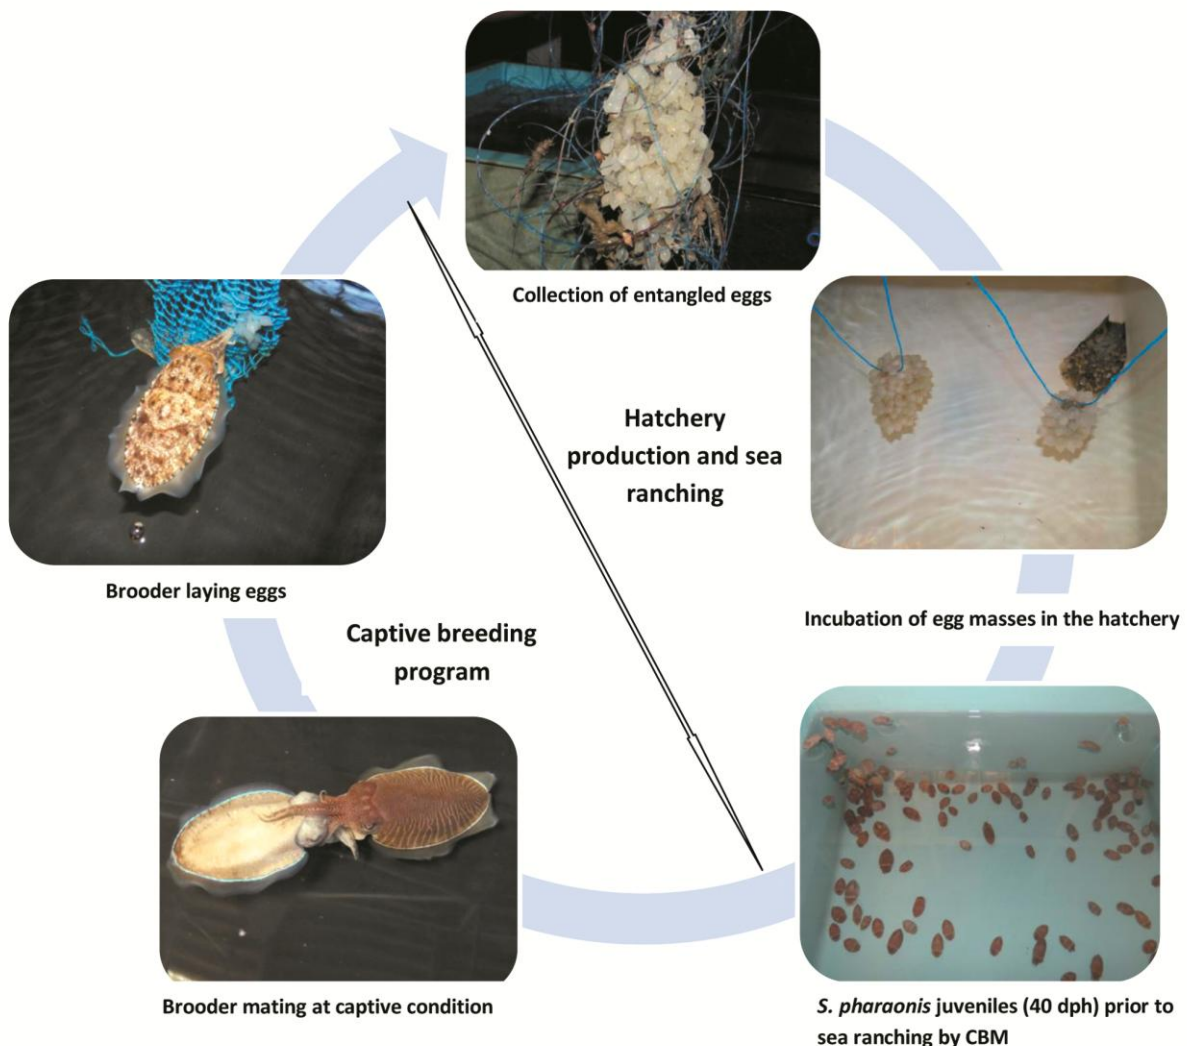 Collection of entangled eggs
Hatchery
production and sea
ranching
Brooder laying eggs
Incubation of egg masses in the hatchery
Captive breeding
program
Brooder mating at captive condition
S. pharaonis juveniles (40 dph) prior to
sea ranching by CBM